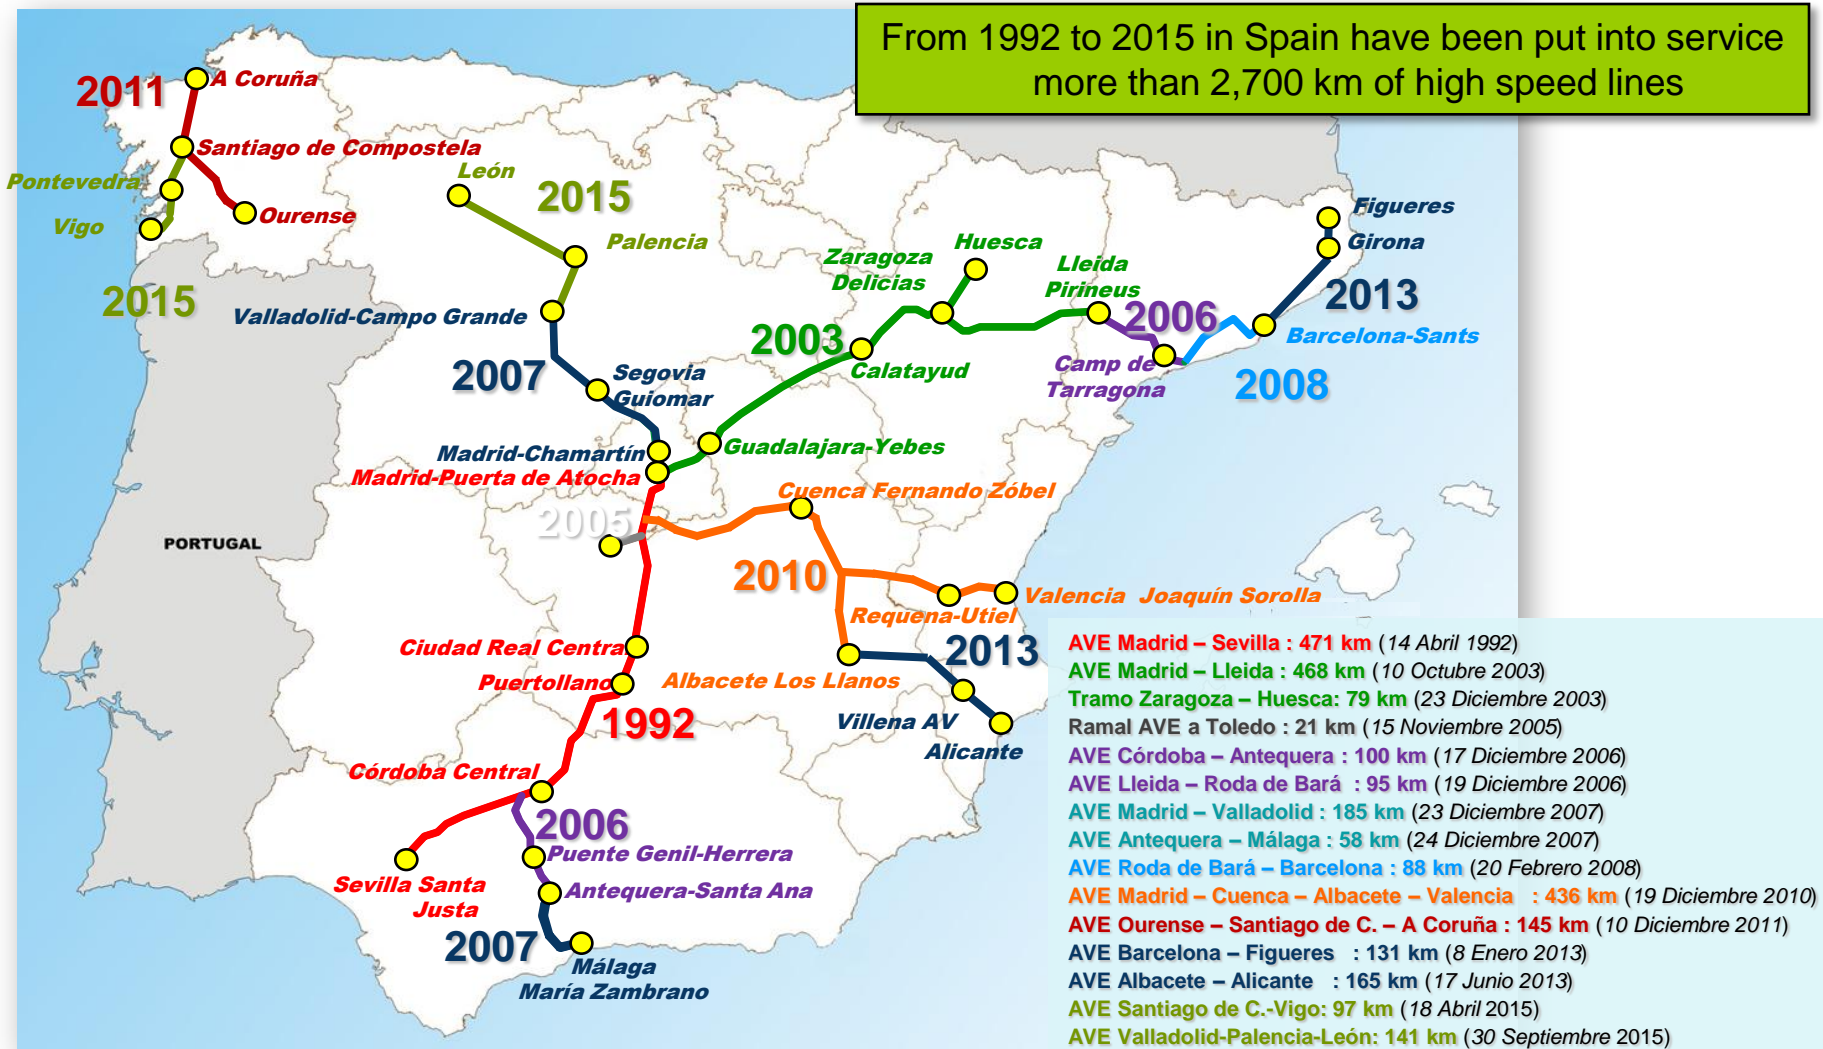 From 1992 to 2015 in Spain have been put into service
more than 2,700 km of high speed lines
2011
A Coruña
Santiago de Compostela
Pontevedra
Vigo
Ourense
2015
León
2015
Palencia
Valladolid-Campo Grande
2007
Segovia
Guiomar
Madrid-Chamartín
Madrid-Puerta de Atocha
Zaragoza
Delicias
Huesca
Lleida
Pirineus
2003
Calatayud
Guadalajara-Yebes
2006
Camp de
Tarragona
Figueres
Girona
2013
Barcelona-Sants
2008
PORTUGAL
2005
Cuenca Fernando Zóbel
2010
Valencia Joaquín Sorolla
Requena-Utiel
2013
Ciudad Real Centra
Puertollano
Albacete Los Llanos
Villena AV
Alicante
1992
Córdoba Central
2006
Puente Genil-Herrera
Antequera-Santa Ana
Sevilla Santa
Justa
2007
Málaga
María Zambrano
AVE Madrid – Sevilla : 471 km (14 Abril 1992)
AVE Madrid – Lleida : 468 km (10 Octubre 2003)
Tramo Zaragoza – Huesca: 79 km (23 Diciembre 2003)
Ramal AVE a Toledo : 21 km (15 Noviembre 2005)
AVE Córdoba – Antequera : 100 km (17 Diciembre 2006)
AVE Lleida – Roda de Bará : 95 km (19 Diciembre 2006)
AVE Madrid – Valladolid : 185 km (23 Diciembre 2007)
AVE Antequera – Málaga : 58 km (24 Diciembre 2007)
AVE Roda de Bará – Barcelona : 88 km (20 Febrero 2008)
AVE Madrid – Cuenca – Albacete – Valencia : 436 km (19 Diciembre 2010)
AVE Ourense – Santiago de C. – A Coruña : 145 km (10 Diciembre 2011)
AVE Barcelona – Figueres : 131 km (8 Enero 2013)
AVE Albacete – Alicante : 165 km (17 Junio 2013)
AVE Santiago de C.-Vigo: 97 km (18 Abril 2015)
AVE Valladolid-Palencia-León: 141 km (30 Septiembre 2015)